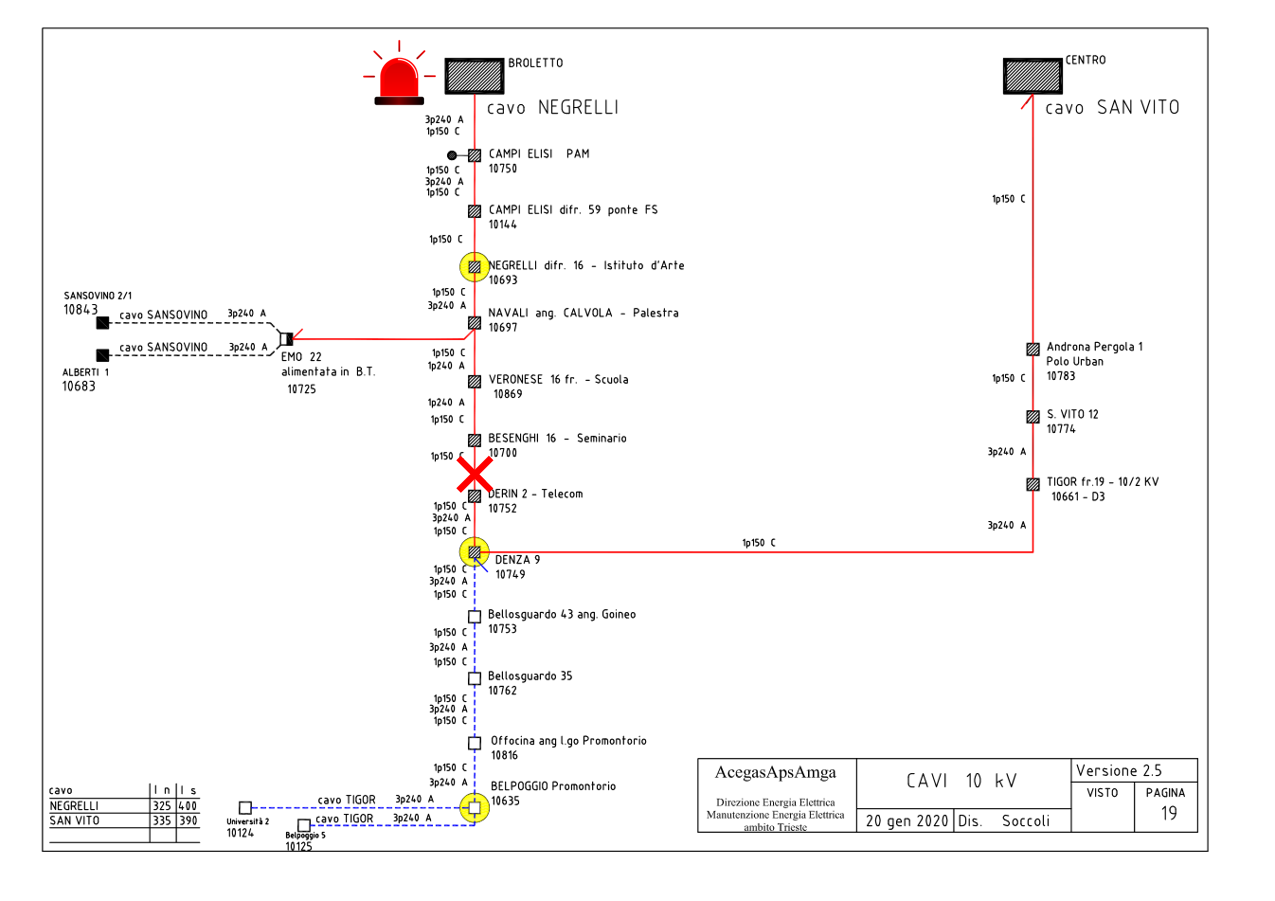 BROLETTO
cavo NEGRELLI
3p240 A
1p150 C
CAMPI ELISI PAM
10750
1p150 C
3p240 A
1p150 C
CAMPI ELISI difr. 59 ponte FS
10144
1p150 C
NEGRELLI difr. 16 - Istituto d'Arte
10693
1p150 C
3p240 A
NAVALI ang. CALVOLA - Palestra
10697
SANSOVINO 2/1
10843
cavo SANSOVINO 3p240 A
cavo SANSOVINO 3p240 A
ALBERTI 1
10683
EMO 22
alimentata in B.T.
10725
1p150 C
1p240 A
VERONESE 16 fr. - Scuola
10869
1p240 A
1p150 C
BESENGHI 16 - Seminario
10700
1p150 C
DERIN 2 - Telecom
10752
1p150 C
3p240 A
1p150 C
DENZA 9
10749
1p150 C
3p240 A
1p150 C
Bellosguardo 43 ang. Goineo
10753
1p150 C
3p240 A
1p150 C
Bellosguardo 35
10762
1p150 C
3p240 A
1p150 C
Offocina ang l.go Promontorio
10816
1p150 C
3p240 A
BELPOGGIO Promontorio
10635
cavo TIGOR 3p240 A
Università 2
10124
cavo TIGOR 3p240 A
Belpoggio 5
10125
CENTRO
cavo SAN VITO
1p150 C
Androna Pergola 1
Polo Urban
10783
1p150 C
S. VITO 12
10774
3p240 A
TIGOR fr.19 - 10/2 KV
10661 - D3
3p240 A
1p150 C
cavo I n I s
NEGRELLI 325 400
SAN VITO 335 390
AcegasApsAmga
Direzione Energia Elettrica
Manutenzione Energia Elettrica
ambito Trieste
CAVI 10 kV
20 gen 2020 Dis. Soccoli
Versione 2.5
VISTO PAGINA
19